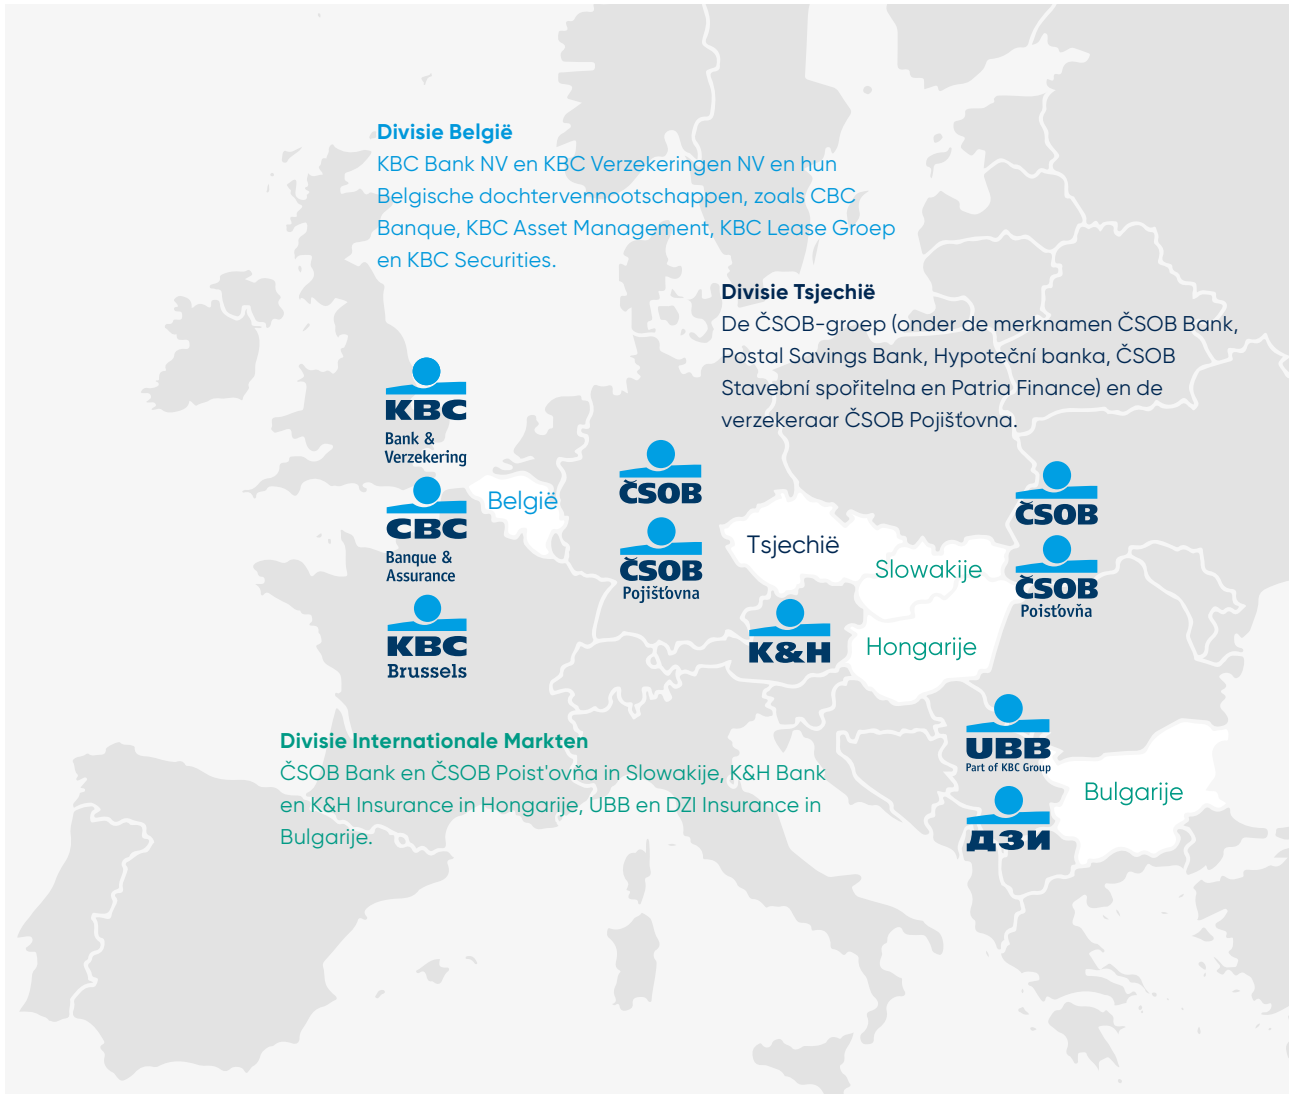 Divisie België
KBC Bank NV en KBC Verzekeringen NV en hun
Belgische dochtervennootschappen, zoals CBC
Banque, KBC Asset Management, KBC Lease Groep
en KBC Securities.
Divisie Tsjechië
De ČSOB-groep (onder de merknamen ČSOB Bank,
Postal Savings Bank, Hypoteční banka, ČSOB
Stavební spořitelna en Patria Finance) en de
verzekeraar ČSOB Pojišťovna.
KBC
Bank &
Verzekering
CBC
Banque &
Assurance
KBC
Brussels
België
ČSOB
ČSOB
Pojišťovna
Tsjechië
Slowakije
ČSOB
ČSOB
Poisťovňa
K&H
Hongarije
Divisie Internationale Markten
ČSOB Bank en ČSOB Poist'ovňa in Slowakije, K&H Bank
en K&H Insurance in Hongarije, UBB en DZI Insurance in
Bulgarije.
UBB
Part of KBC Group
ДЗИ
Bulgarije